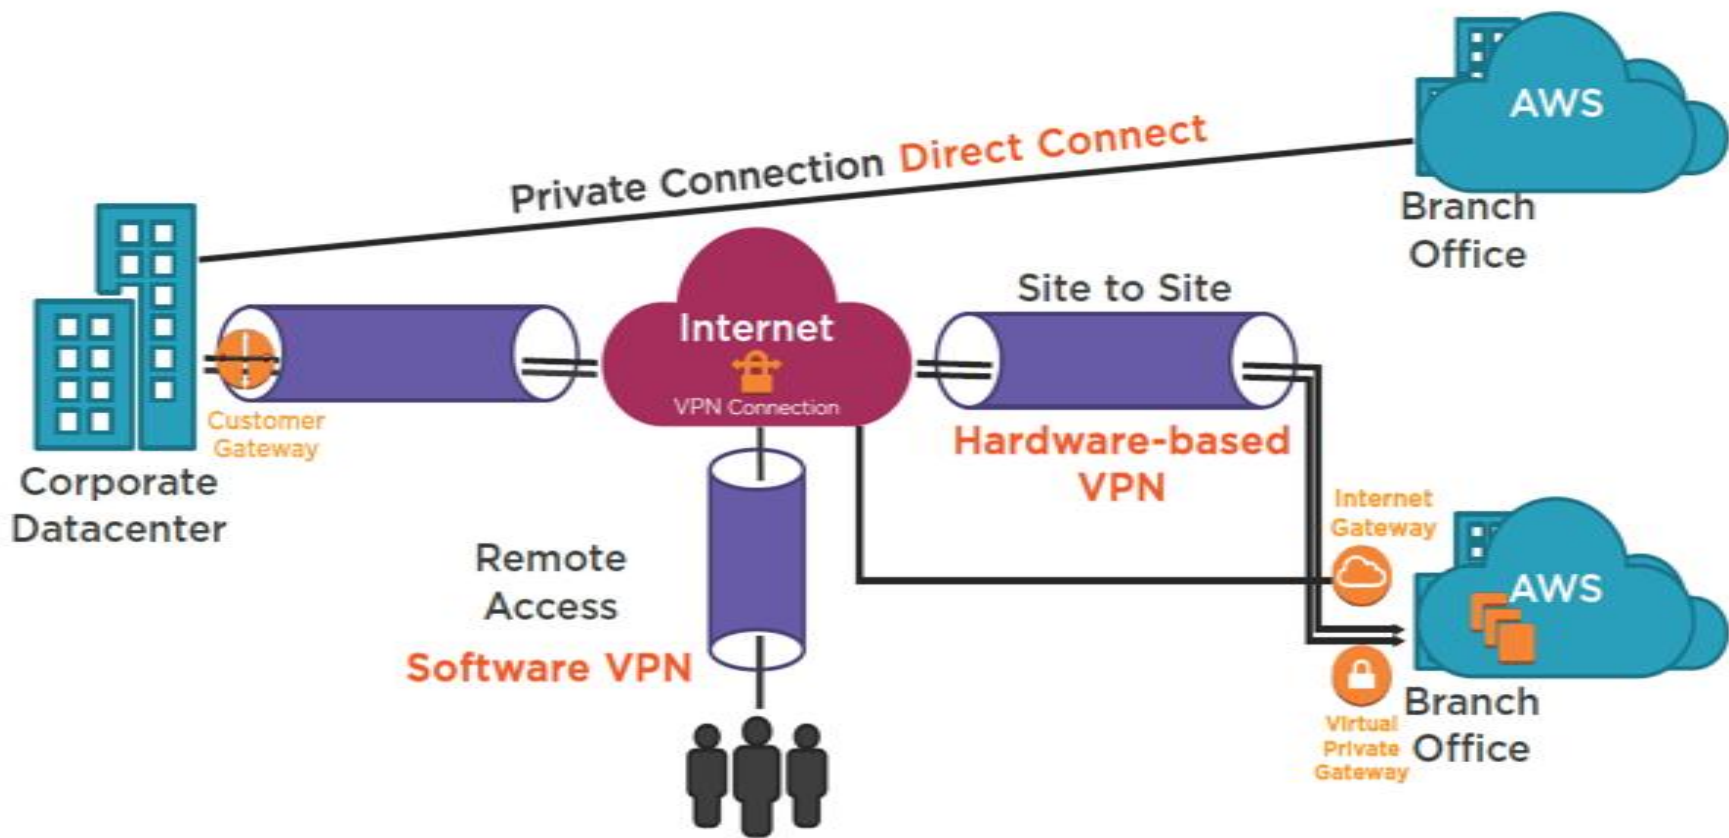 AWS
Private Connection Direct Connect
Branch
Office
Site to Site
Internet
VPN Connection
Customer
Gateway
Hardware-based
VPN
Corporate
Datacenter
Internet
Gateway
Remote
Access
AWS
Software VPN
Branch
Office
Virtual
Private
Gateway